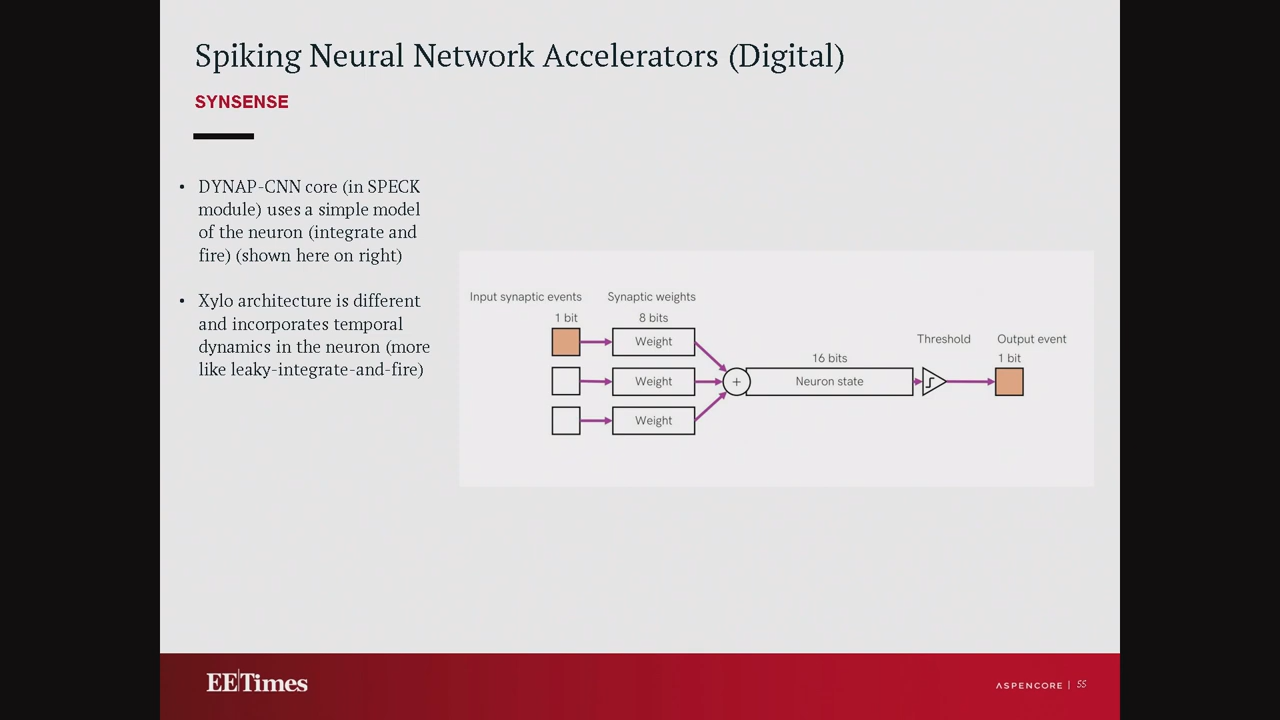 Spiking Neural Network Accelerators (Digital)
SYNSENSE
• DYNAP-CNN core (in SPECK
module) uses a simple model
of the neuron (integrate and
fire) (shown here on right)
• Xylo architecture is different
and incorporates temporal
dynamics in the neuron (more
like leaky-integrate-and-fire)
Input synaptic events
Synaptic weights
1 bit
8 bits
Weight
Weight
Weight
+
16 bits
Neuron state
Threshold
Output event
1 bit
EE|Times
ASPENCORE | 55